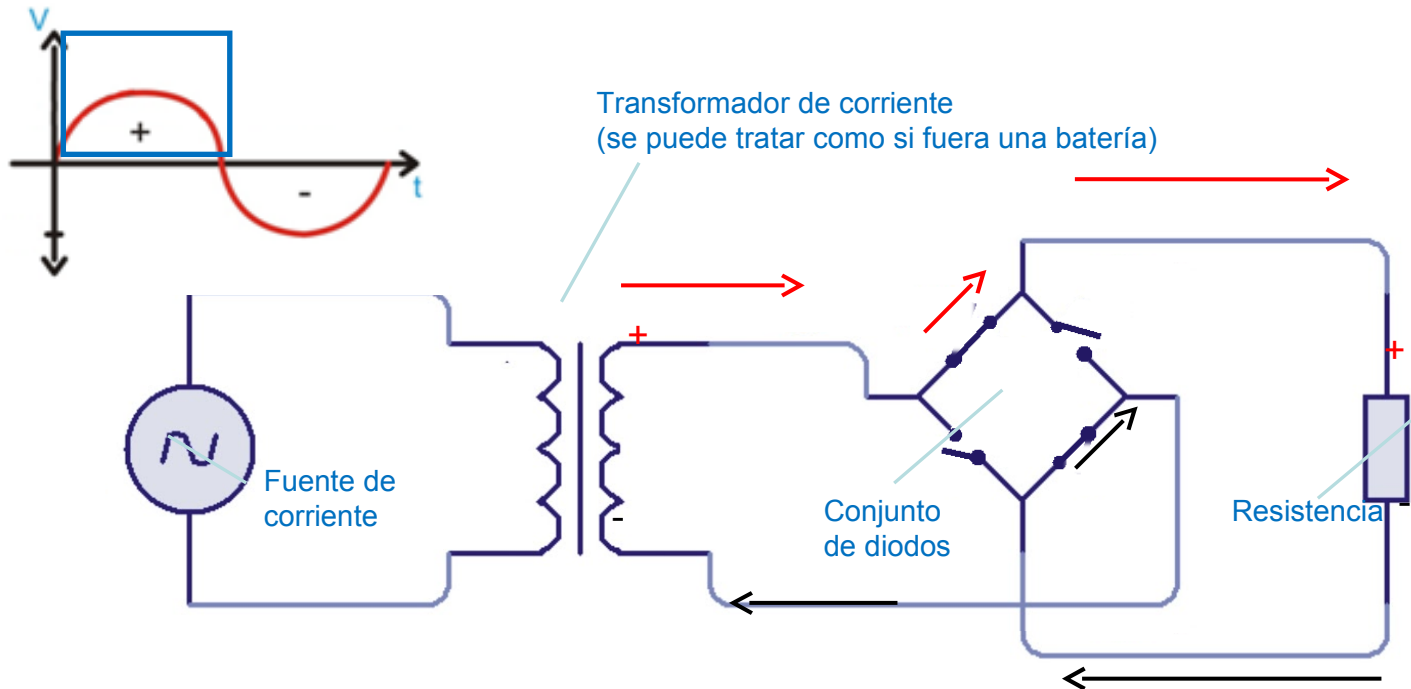 V
+
-
t
Transformador de corriente
(se puede tratar como si fuera una batería)
+
-
+
-
Fuente de
corriente
Conjunto
de diodos
Resistencia